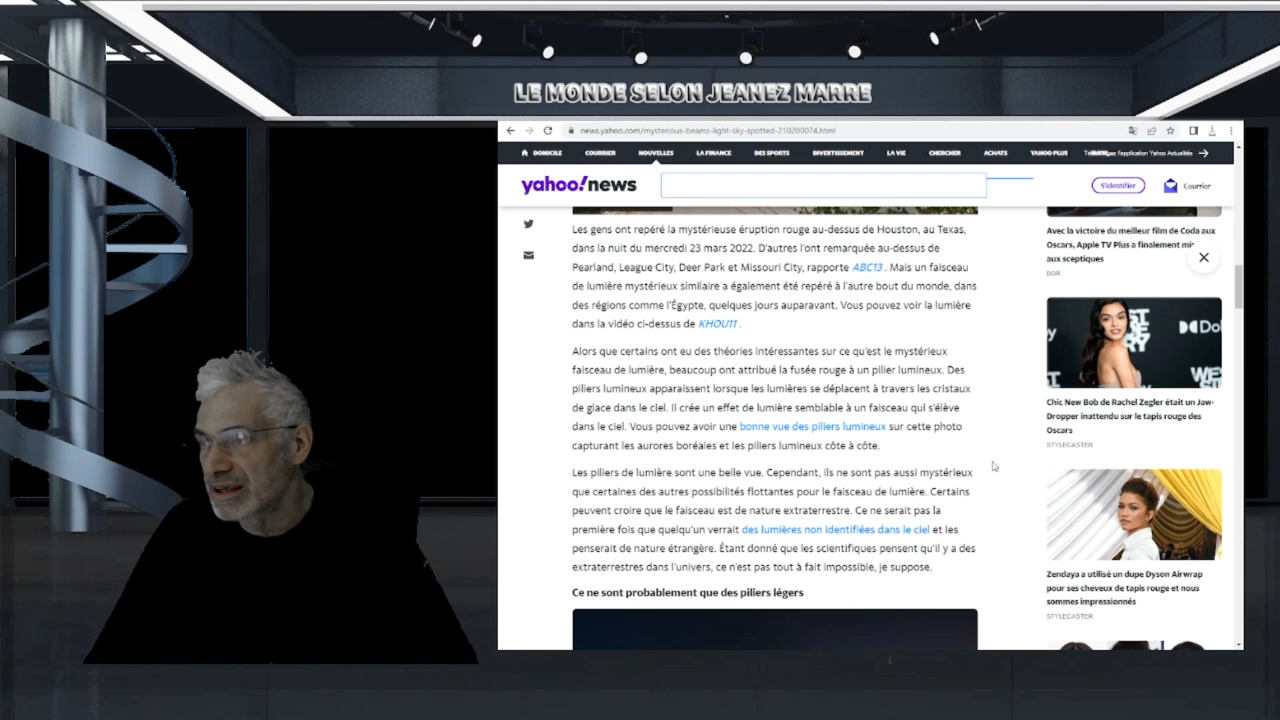 LE MONDE SELON JEANEZ MARRE
news.yahoo.com/mysterious-beams-light-sky-spotted-210200074.html
DOMICILE COURRIER NOUVELLES LA FINANCE DES SPORTS DIVERTISSEMENT LA VIE CHERCHER ACHATS YAHOO PLUS l'application Yahoo Actualités
yahoo!news
S'identifier
Courrier
Les gens ont repéré la mystérieuse éruption rouge au-dessus de Houston, au Texas,
dans la nuit du mercredi 23 mars 2022. D'autres l'ont remarquée au-dessus de
Pearland, League City, Deer Park et Missouri City, rapporte ABC13 . Mais un faisceau
de lumière mystérieux similaire a également été repéré à l'autre bout du monde, dans
des régions comme l'Égypte, quelques jours auparavant. Vous pouvez voir la lumière
dans la vidéo ci-dessus de KHOU11 .
Alors que certains ont eu des théories intéressantes sur ce qu'est le mystérieux
faisceau de lumière, beaucoup ont attribué la fusée rouge à un pilier lumineux. Des
piliers lumineux apparaissent lorsque les lumières se déplacent à travers les cristaux
de glace dans le ciel. Il crée un effet de lumière semblable à un faisceau qui s'élève
dans le ciel. Vous pouvez avoir une bonne vue des piliers lumineux sur cette photo
capturant les aurores boréales et les piliers lumineux côte à côte.
Les piliers de lumière sont une belle vue. Cependant, ils ne sont pas aussi mystérieux
que certaines des autres possibilités flottantes pour le faisceau de lumière. Certains
peuvent croire que le faisceau est de nature extraterrestre. Ce ne serait pas la
première fois que quelqu'un verrait des lumières non identifiées dans le ciel et les
penserait de nature étrangère. Étant donné que les scientifiques pensent qu'il y a des
extraterrestres dans l'univers, ce n'est pas tout à fait impossible, je suppose.
Ce ne sont probablement que des piliers légers
Avec la victoire du meilleur film de Coda aux
Oscars, Apple TV Plus a finalement mi
aux sceptiques
BGR
Chic New Bob de Rachel Zegler était un Jaw-
Dropper inattendu sur le tapis rouge des
Oscars
STYLECASTER
Zendaya a utilisé un dupe Dyson Airwrap
pour ses cheveux de tapis rouge et nous
sommes impressionnés
STYLECASTER